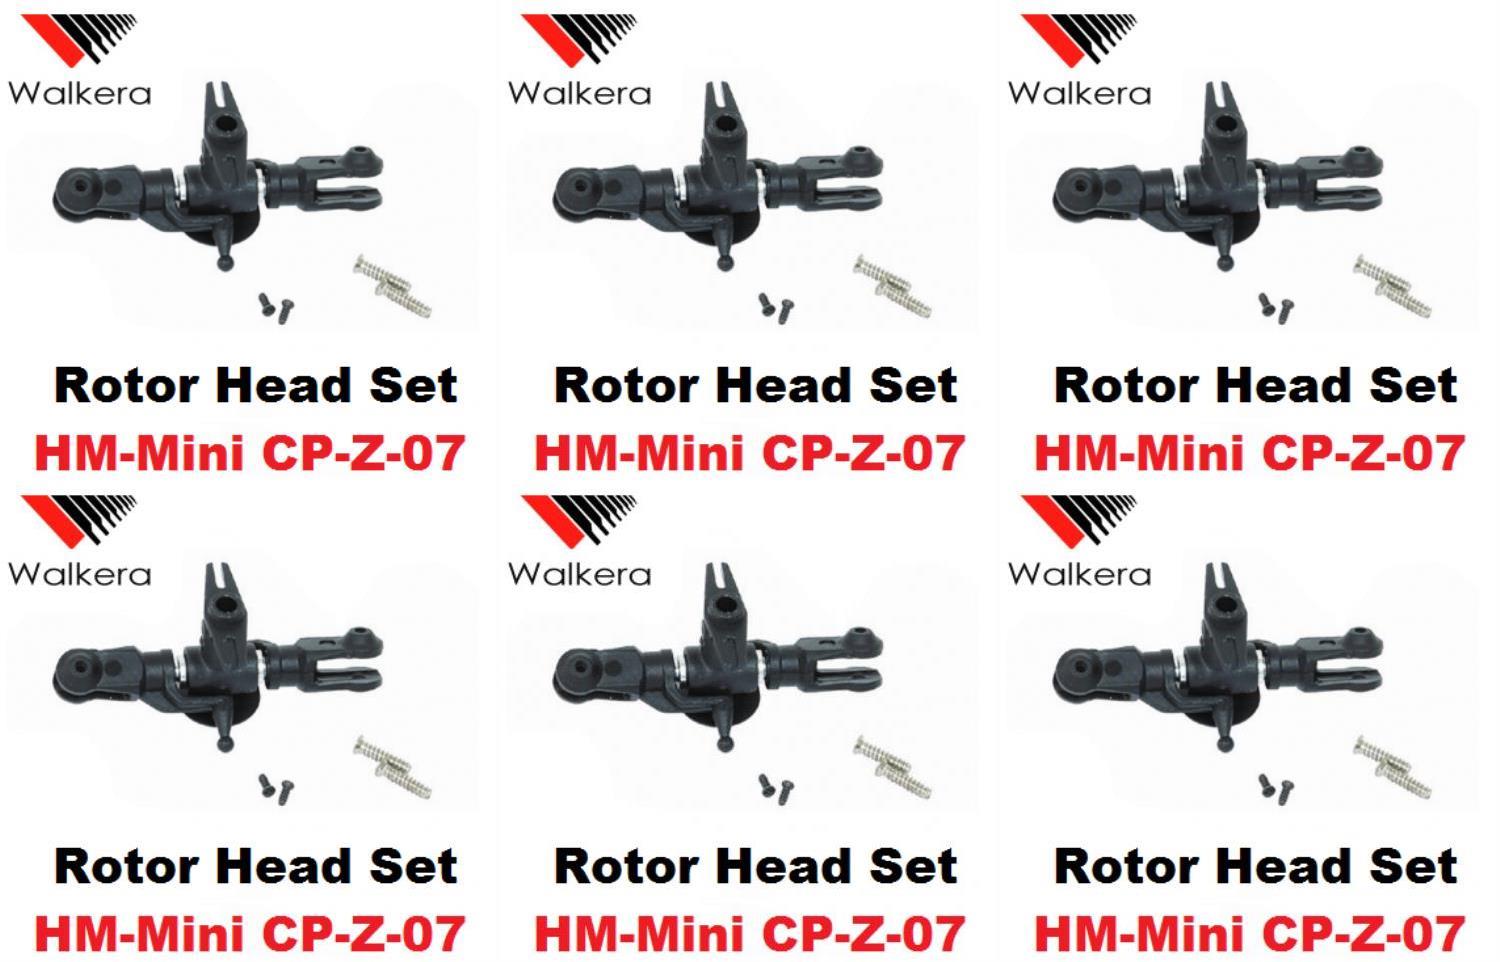 Walkera
Rotor Head Set
HM-Mini CP-Z-07
Walkera
Rotor Head Set
HM-Mini CP-Z-07
Walkera
Rotor Head Set
HM-Mini CP-Z-07
Walkera
Rotor Head Set
HM-Mini CP-Z-07
Walkera
Rotor Head Set
HM-Mini CP-Z-07
Walkera
Rotor Head Set
HM-Mini CP-Z-07